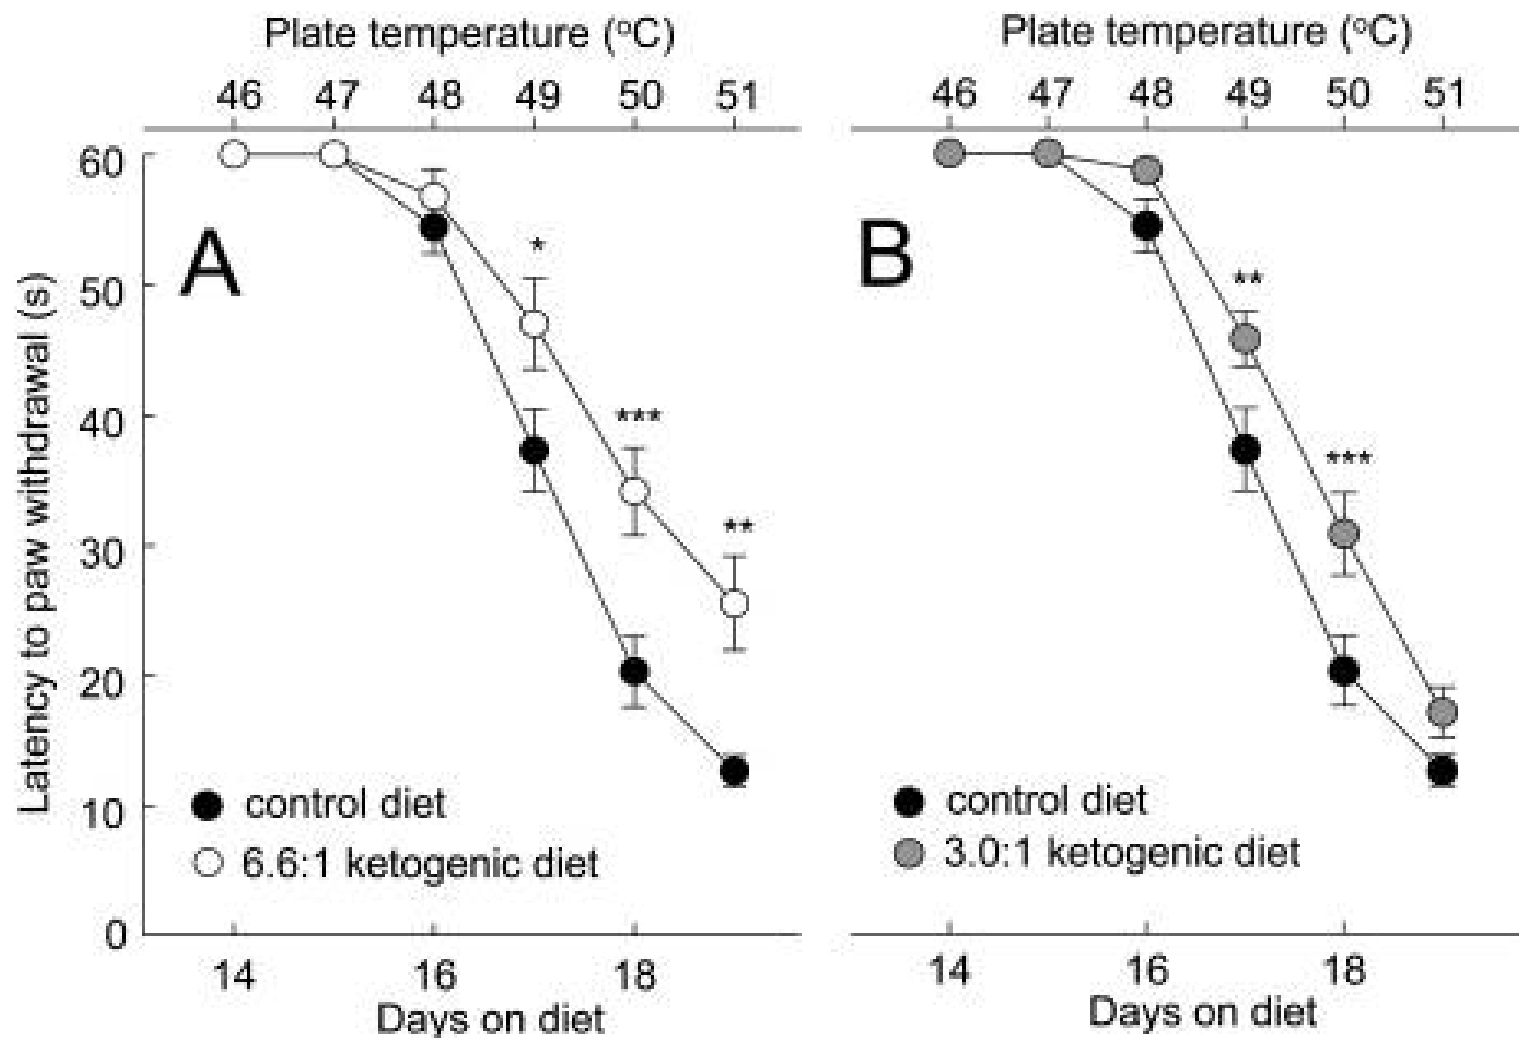 Plate temperature (°C)
46 47 48 49 50 51
60
50
40
30
20
10
0
Latency to paw withdrawal (s)
A
*
***
**
control diet
6.6:1 ketogenic diet
14 16 18
Days on diet
Plate temperature (°C)
46 47 48 49 50 51
B
**
***
control diet
3.0:1 ketogenic diet
14 16 18
Days on diet